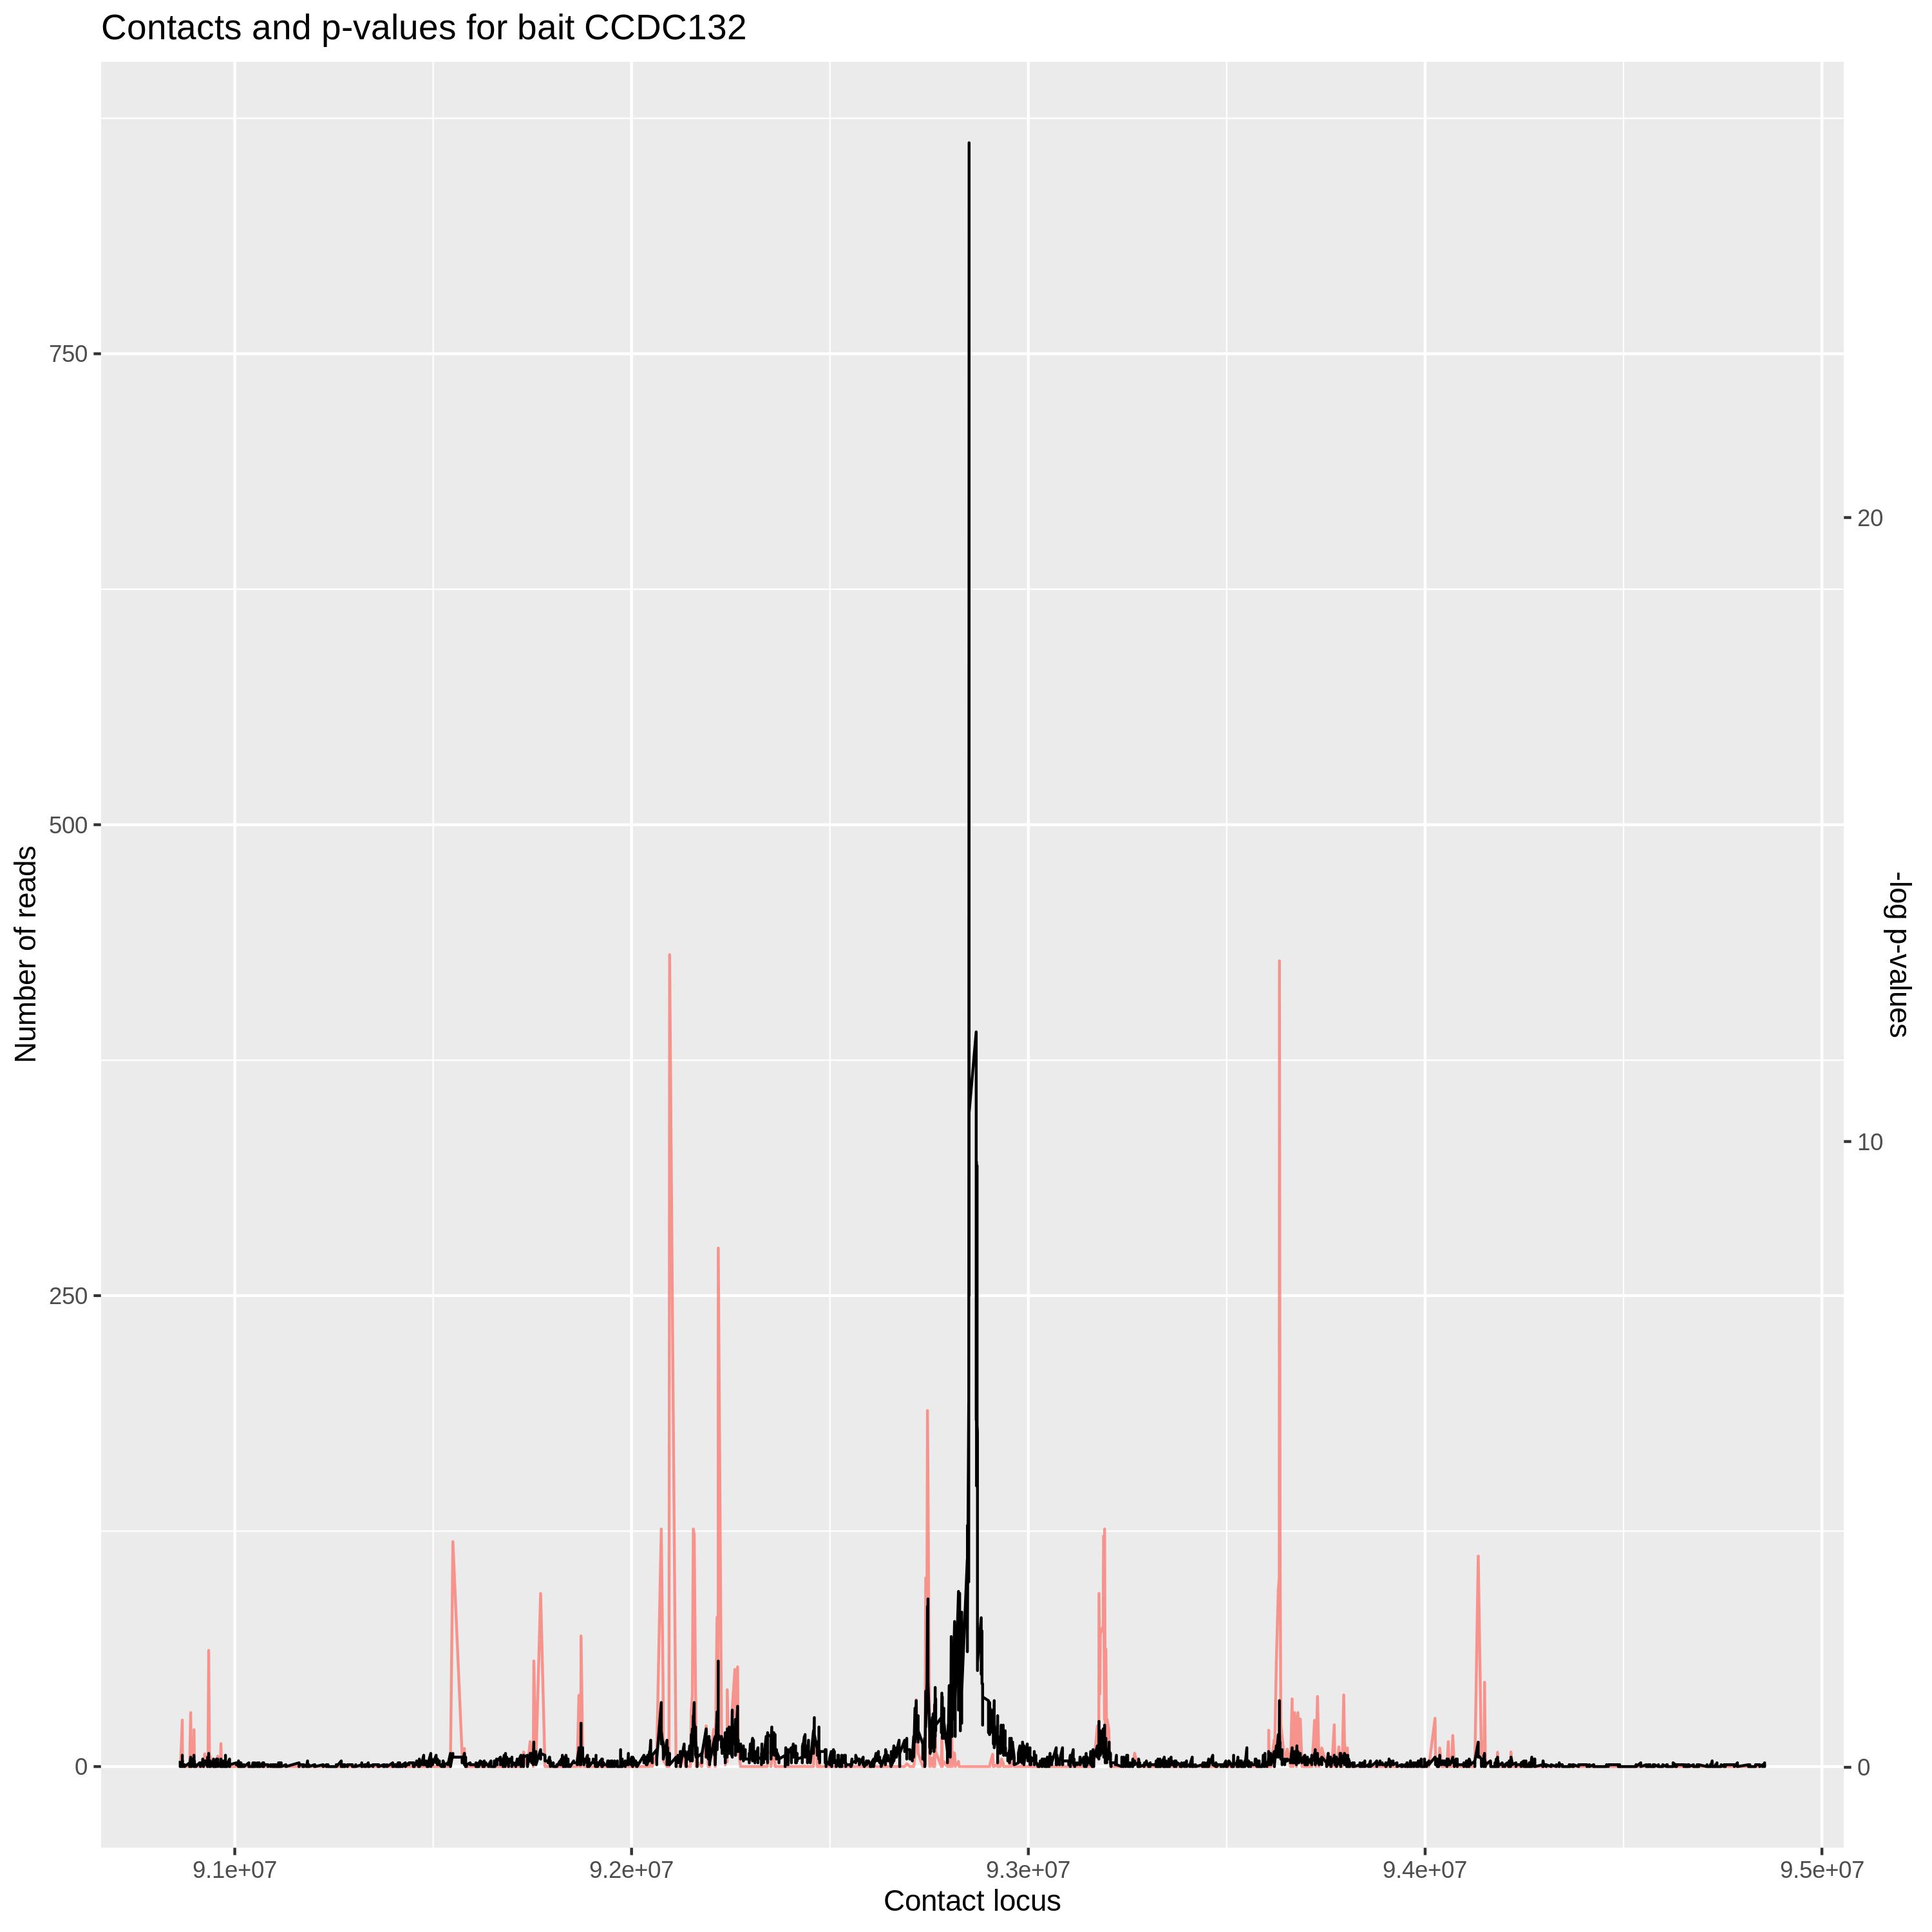 Contacts and p-values for bait CCDC132
750
500
250
0
Number of reads
20
10
0
-log p-values
9.1e+07
9.2e+07
9.3e+07
9.4e+07
9.5e+07
Contact locus